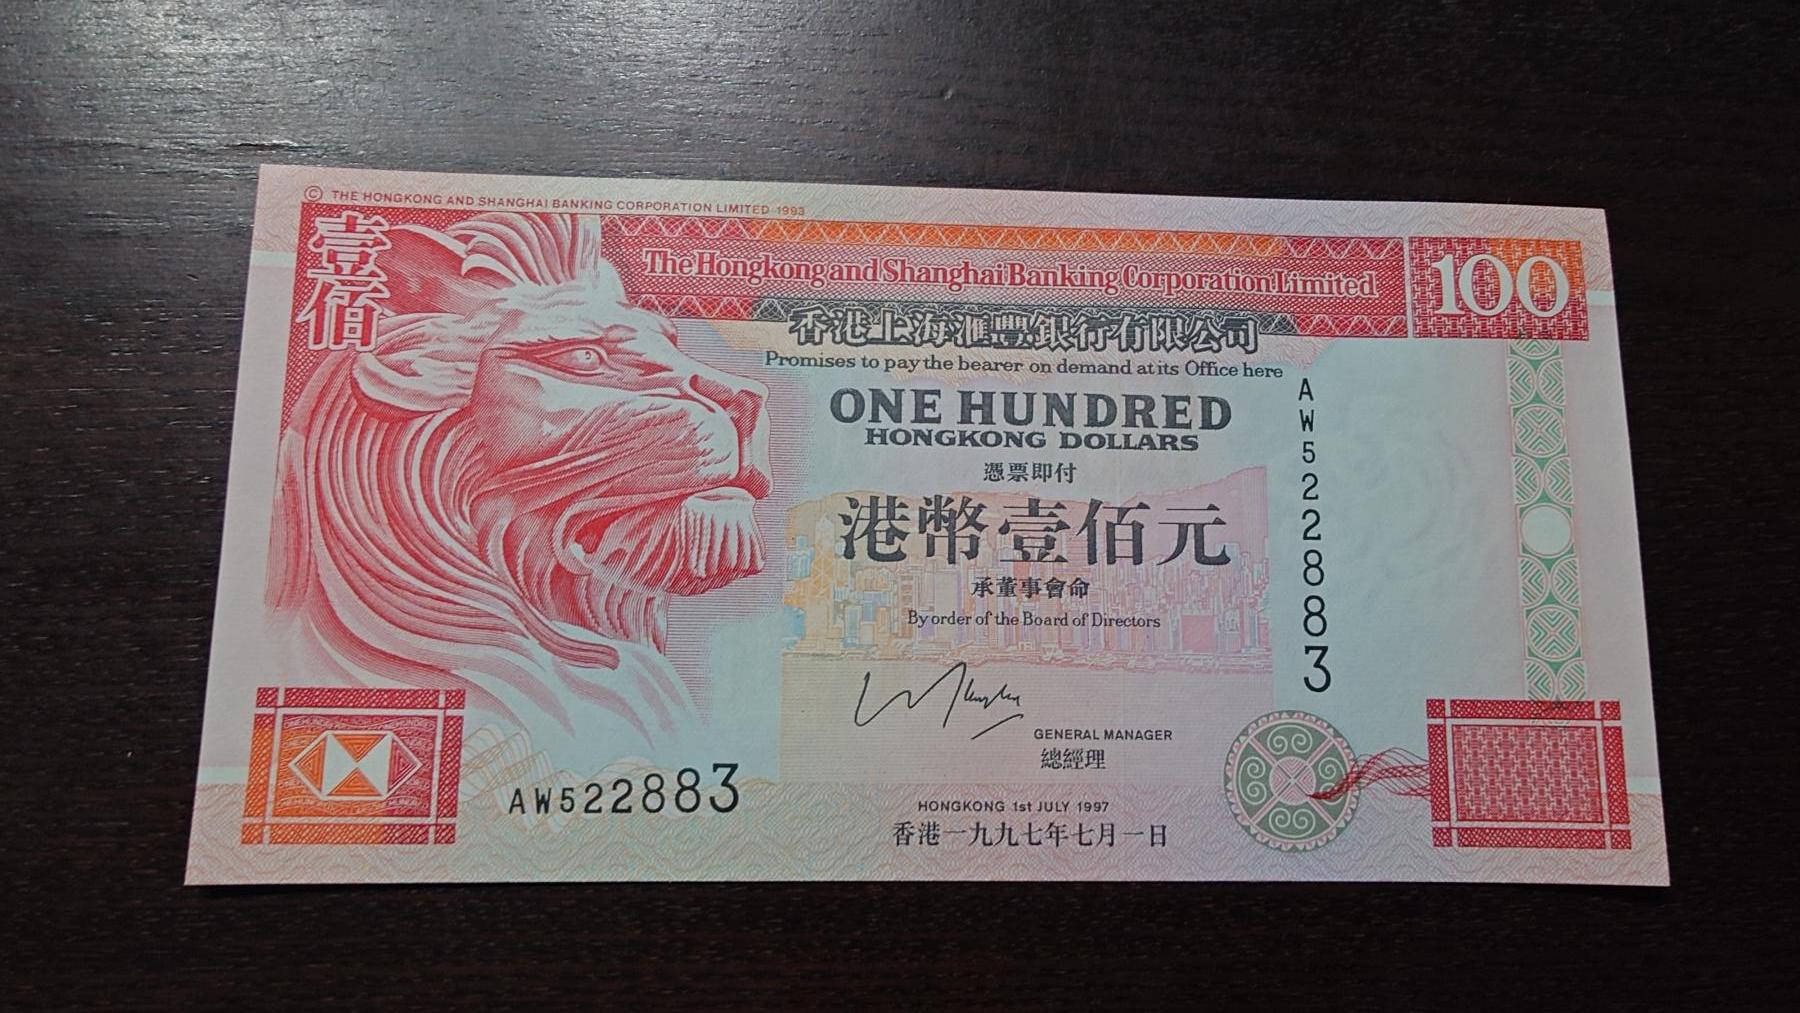 © THE HONGKONG AND SHANGHAI BANKING CORPORATION LIMITED 1993
壹佰
The Hongkong and Shanghai Banking Corporation Limited
100
香港上海滙豐銀行有限公司
Promises to pay the bearer on demand at its Office here
ONE HUNDRED
HONGKONG DOLLARS
憑票即付
港幣壹佰元
承董事會命
By order of the Board of Directors
AW522883
GENERAL MANAGER
總經理
AW522883
HONGKONG 1st JULY 1997
香港一九九七年七月一日